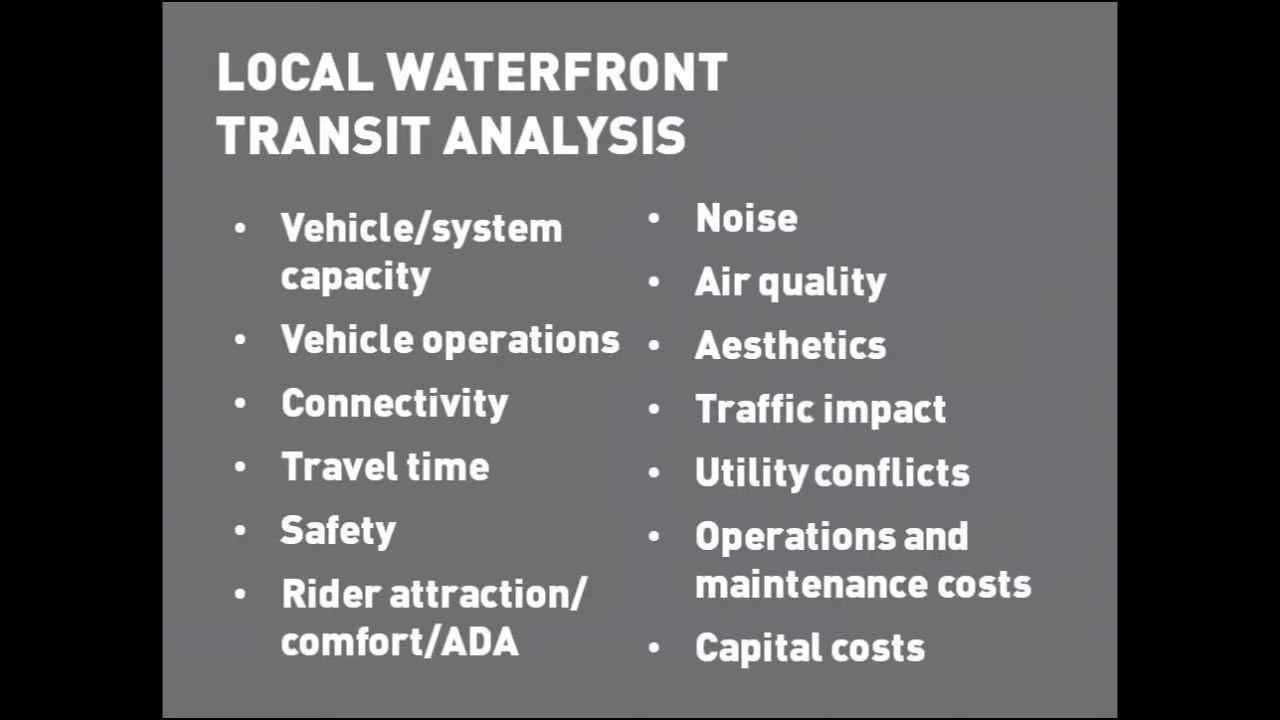 LOCAL WATERFRONT
TRANSIT ANALYSIS
• Vehicle/system
capacity
• Vehicle operations
• Connectivity
• Travel time
• Safety
• Rider attraction/
comfort/ADA
• Noise
• Air quality
• Aesthetics
• Traffic impact
• Utility conflicts
• Operations and
maintenance costs
• Capital costs